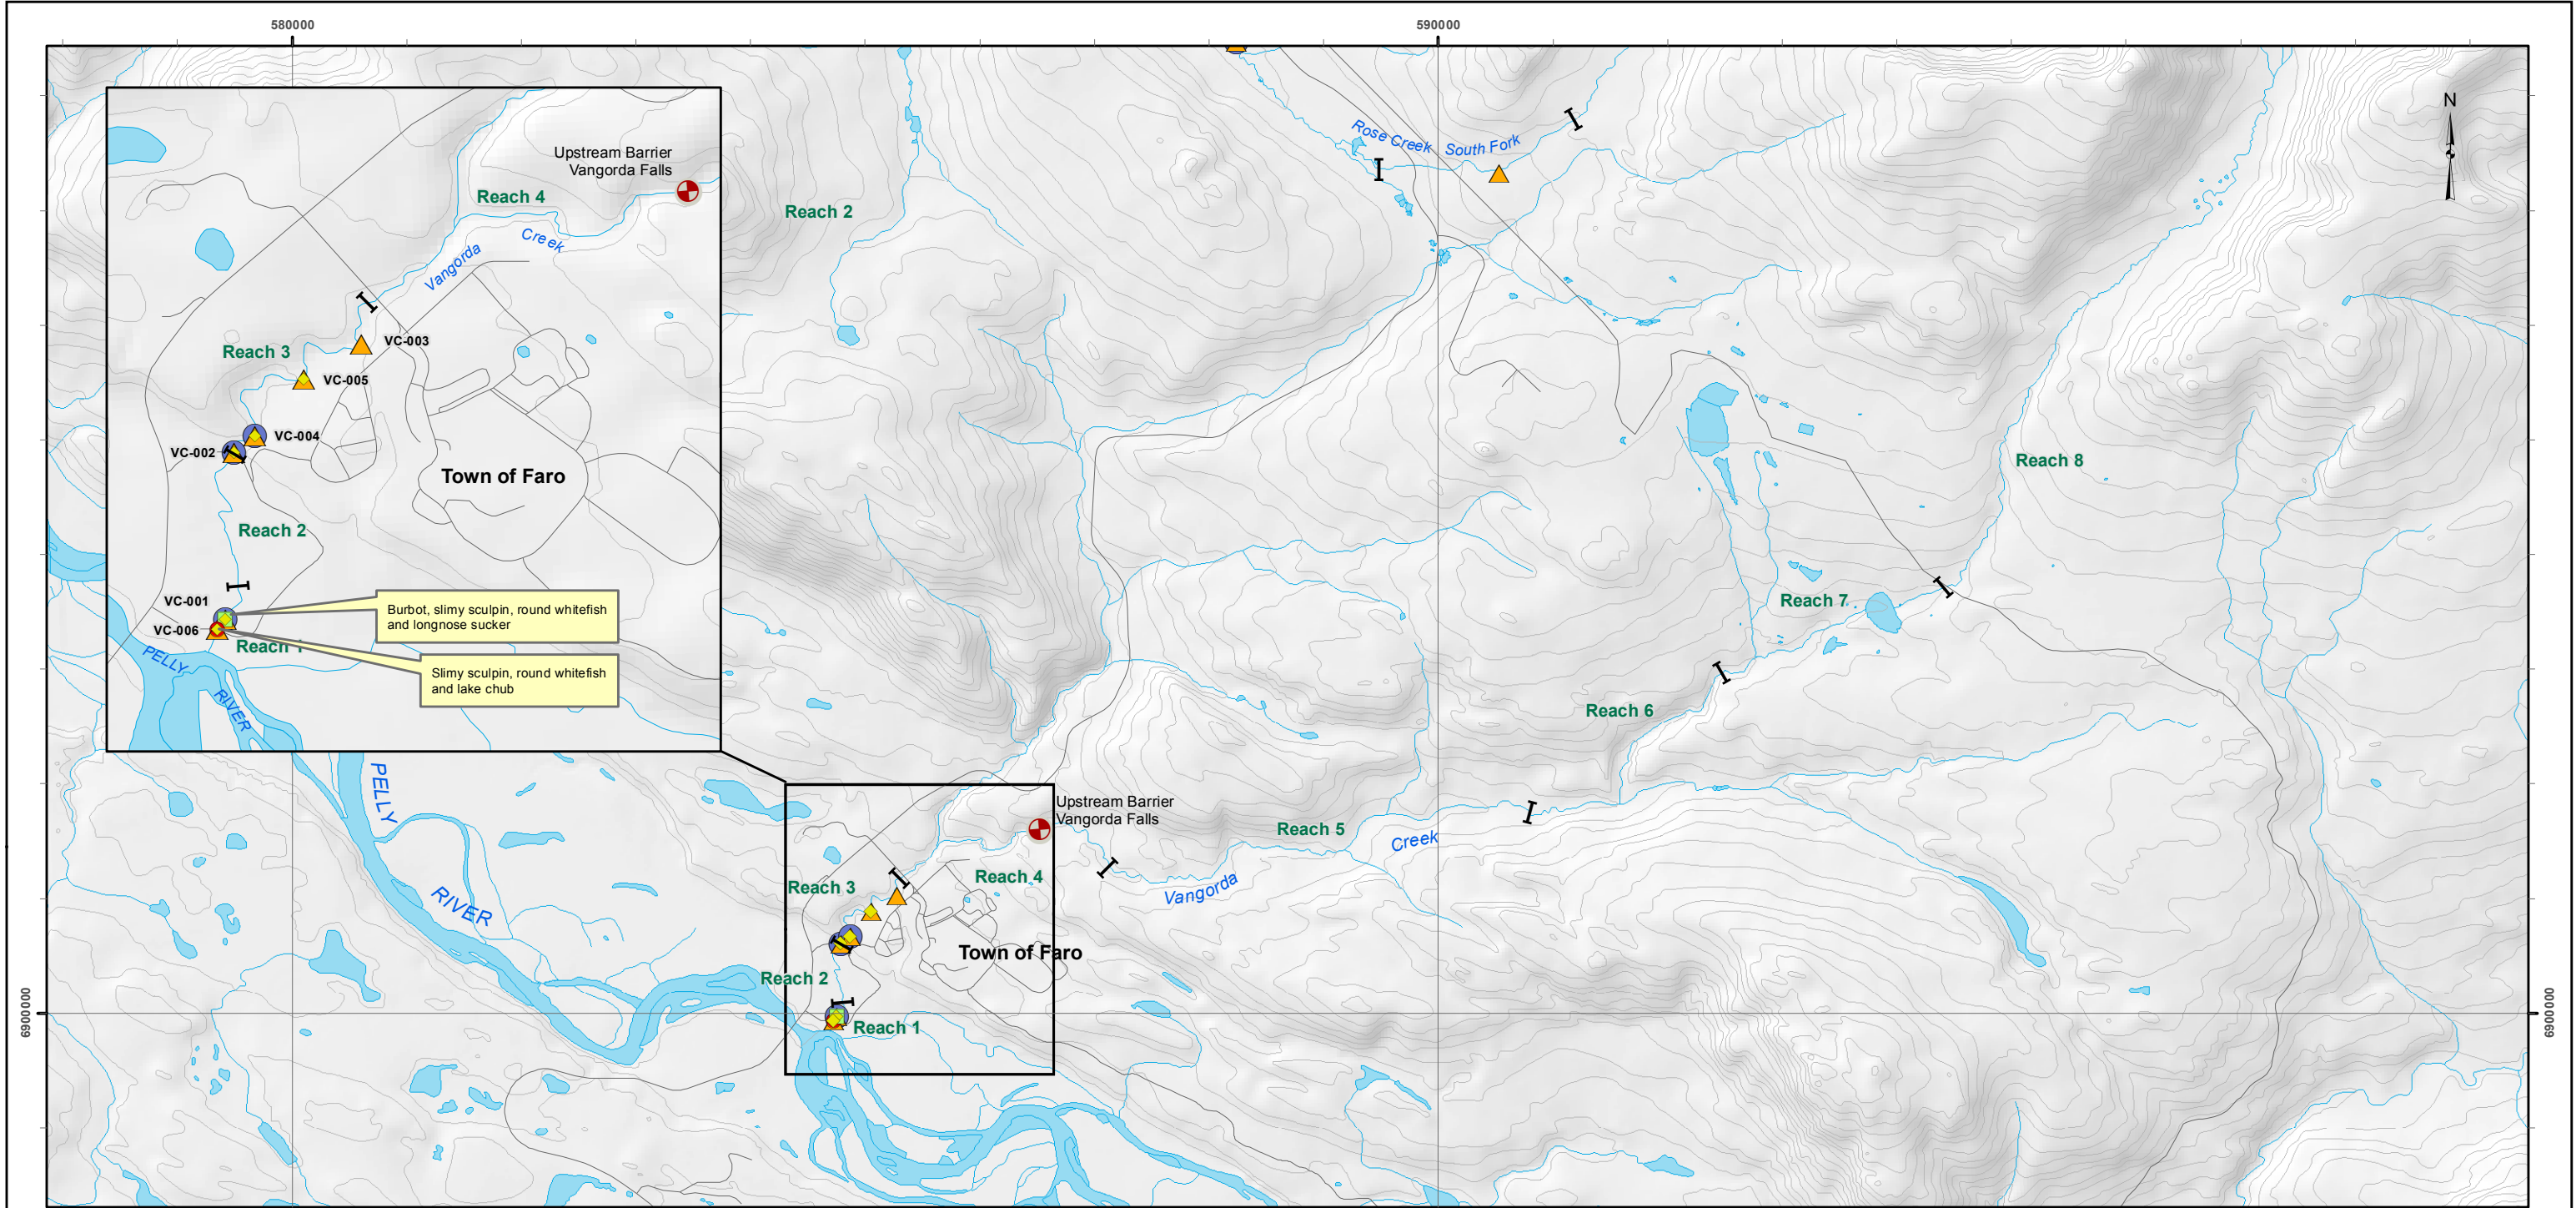 580000
590000
N
Rose Creek South Fork
Upstream Barrier
Vangorda Falls
Reach 4
Reach 2
Vangorda Creek
VC-003
Reach 3
VC-005
VC-004
VC-002
Town of Faro
Reach 8
Reach 2
VC-001
Burbot, slimy sculpin, round whitefish
and longnose sucker
VC-006
Reach 1
Slimy sculpin, round whitefish
and lake chub
PELLY
RIVER
Reach 7
Reach 6
PELLY
RIVER
Upstream Barrier
Vangorda Falls
Reach 5
Creek
Vangorda
Reach 3
Reach 4
Town of Faro
Reach 2
Reach 1
6900000
6900000